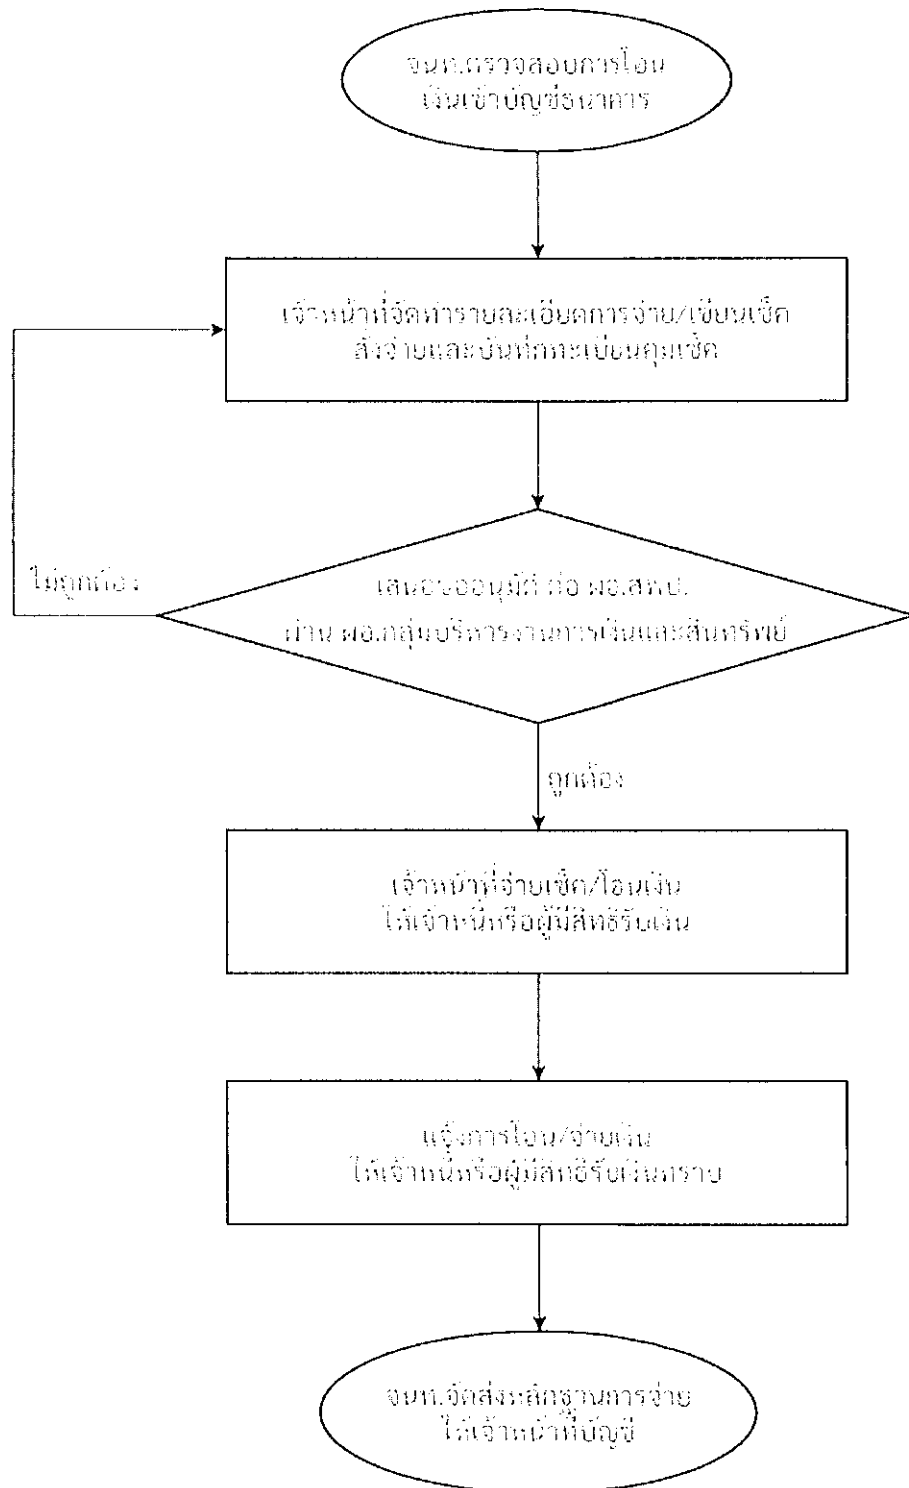 จนท.ตรวจสอบการโอน
เงินเข้าบัญชีธนาคาร
เจ้าหน้าที่จัดทำรายละเอียดการจ่าย/เขียนเช็ค
สั่งจ่ายและบันทึกทะเบียนคุมเช็ค
ไม่ถูกต้อง
เสนอขออนุมัติ ต่อ ผอ.สพป.
ผ่าน ผอ.กลุ่มบริหารงานการเงินและสินทรัพย์
ถูกต้อง
เจ้าหน้าที่จ่ายเช็ค/โอนเงิน
ให้เจ้าหนี้หรือผู้มีสิทธิรับเงิน
แจ้งการโอน/จ่ายเงิน
ให้เจ้าหนี้หรือผู้มีสิทธิรับเงินทราบ
จนท.จัดส่งหลักฐานการจ่าย
ให้เจ้าหน้าที่บัญชี